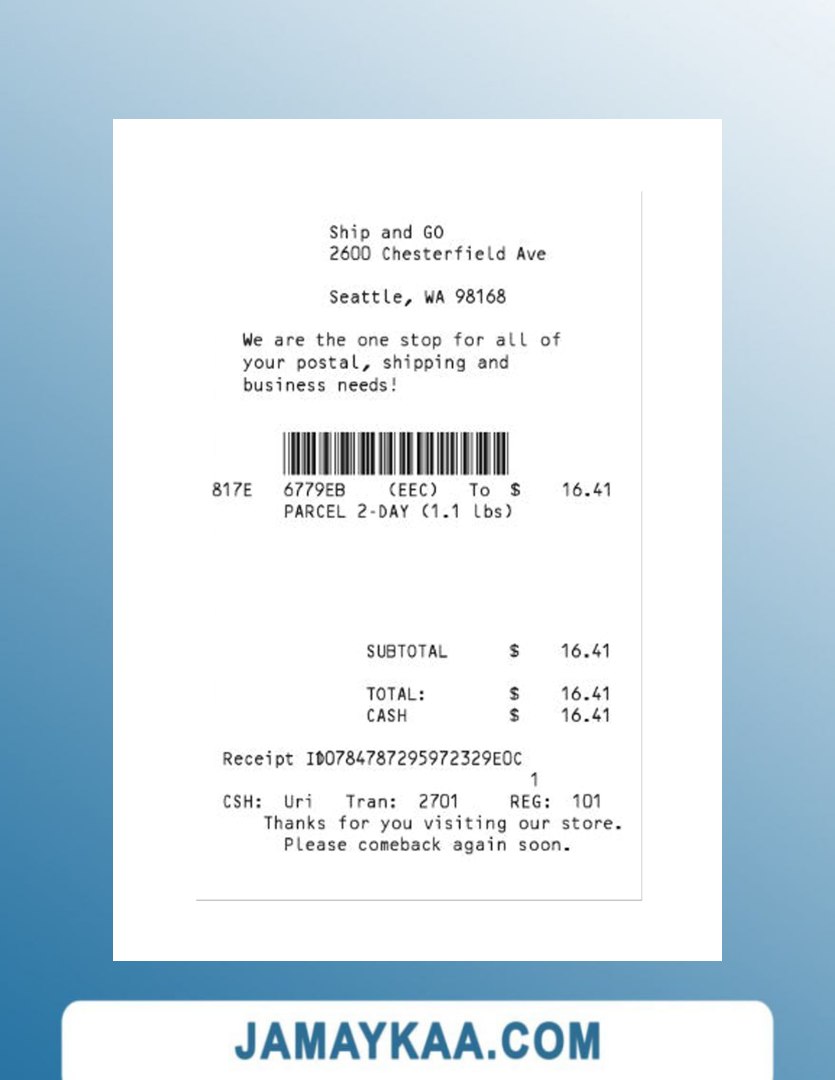 Ship and GO
2600 Chesterfield Ave
Seattle, WA 98168
We are the one stop for all of
your postal, shipping and
business needs!
817E 6779EB (EEC) To $ 16.41
PARCEL 2-DAY (1.1 lbs)
SUBTOTAL $ 16.41
TOTAL: $ 16.41
CASH $ 16.41
Receipt ID0784787295972329EOC
1
CSH: Uri Tran: 2701 REG: 101
Thanks for you visiting our store.
Please comeback again soon.
JAMAYKAA.COM